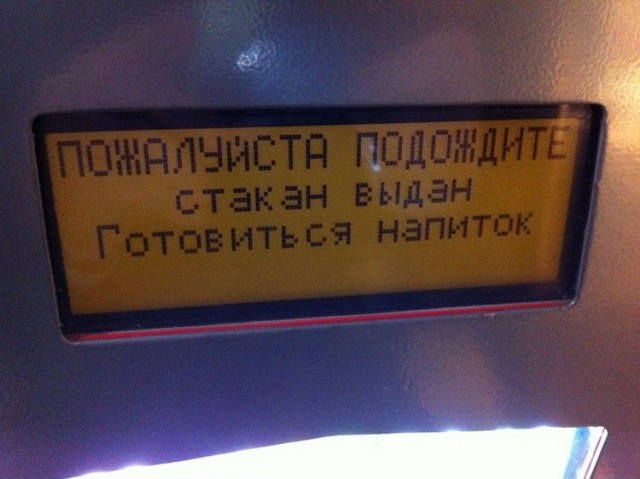 ПОЖАЛУЙСТА ПОДОЖДИТЕ
стакан выдан
Готовиться напиток